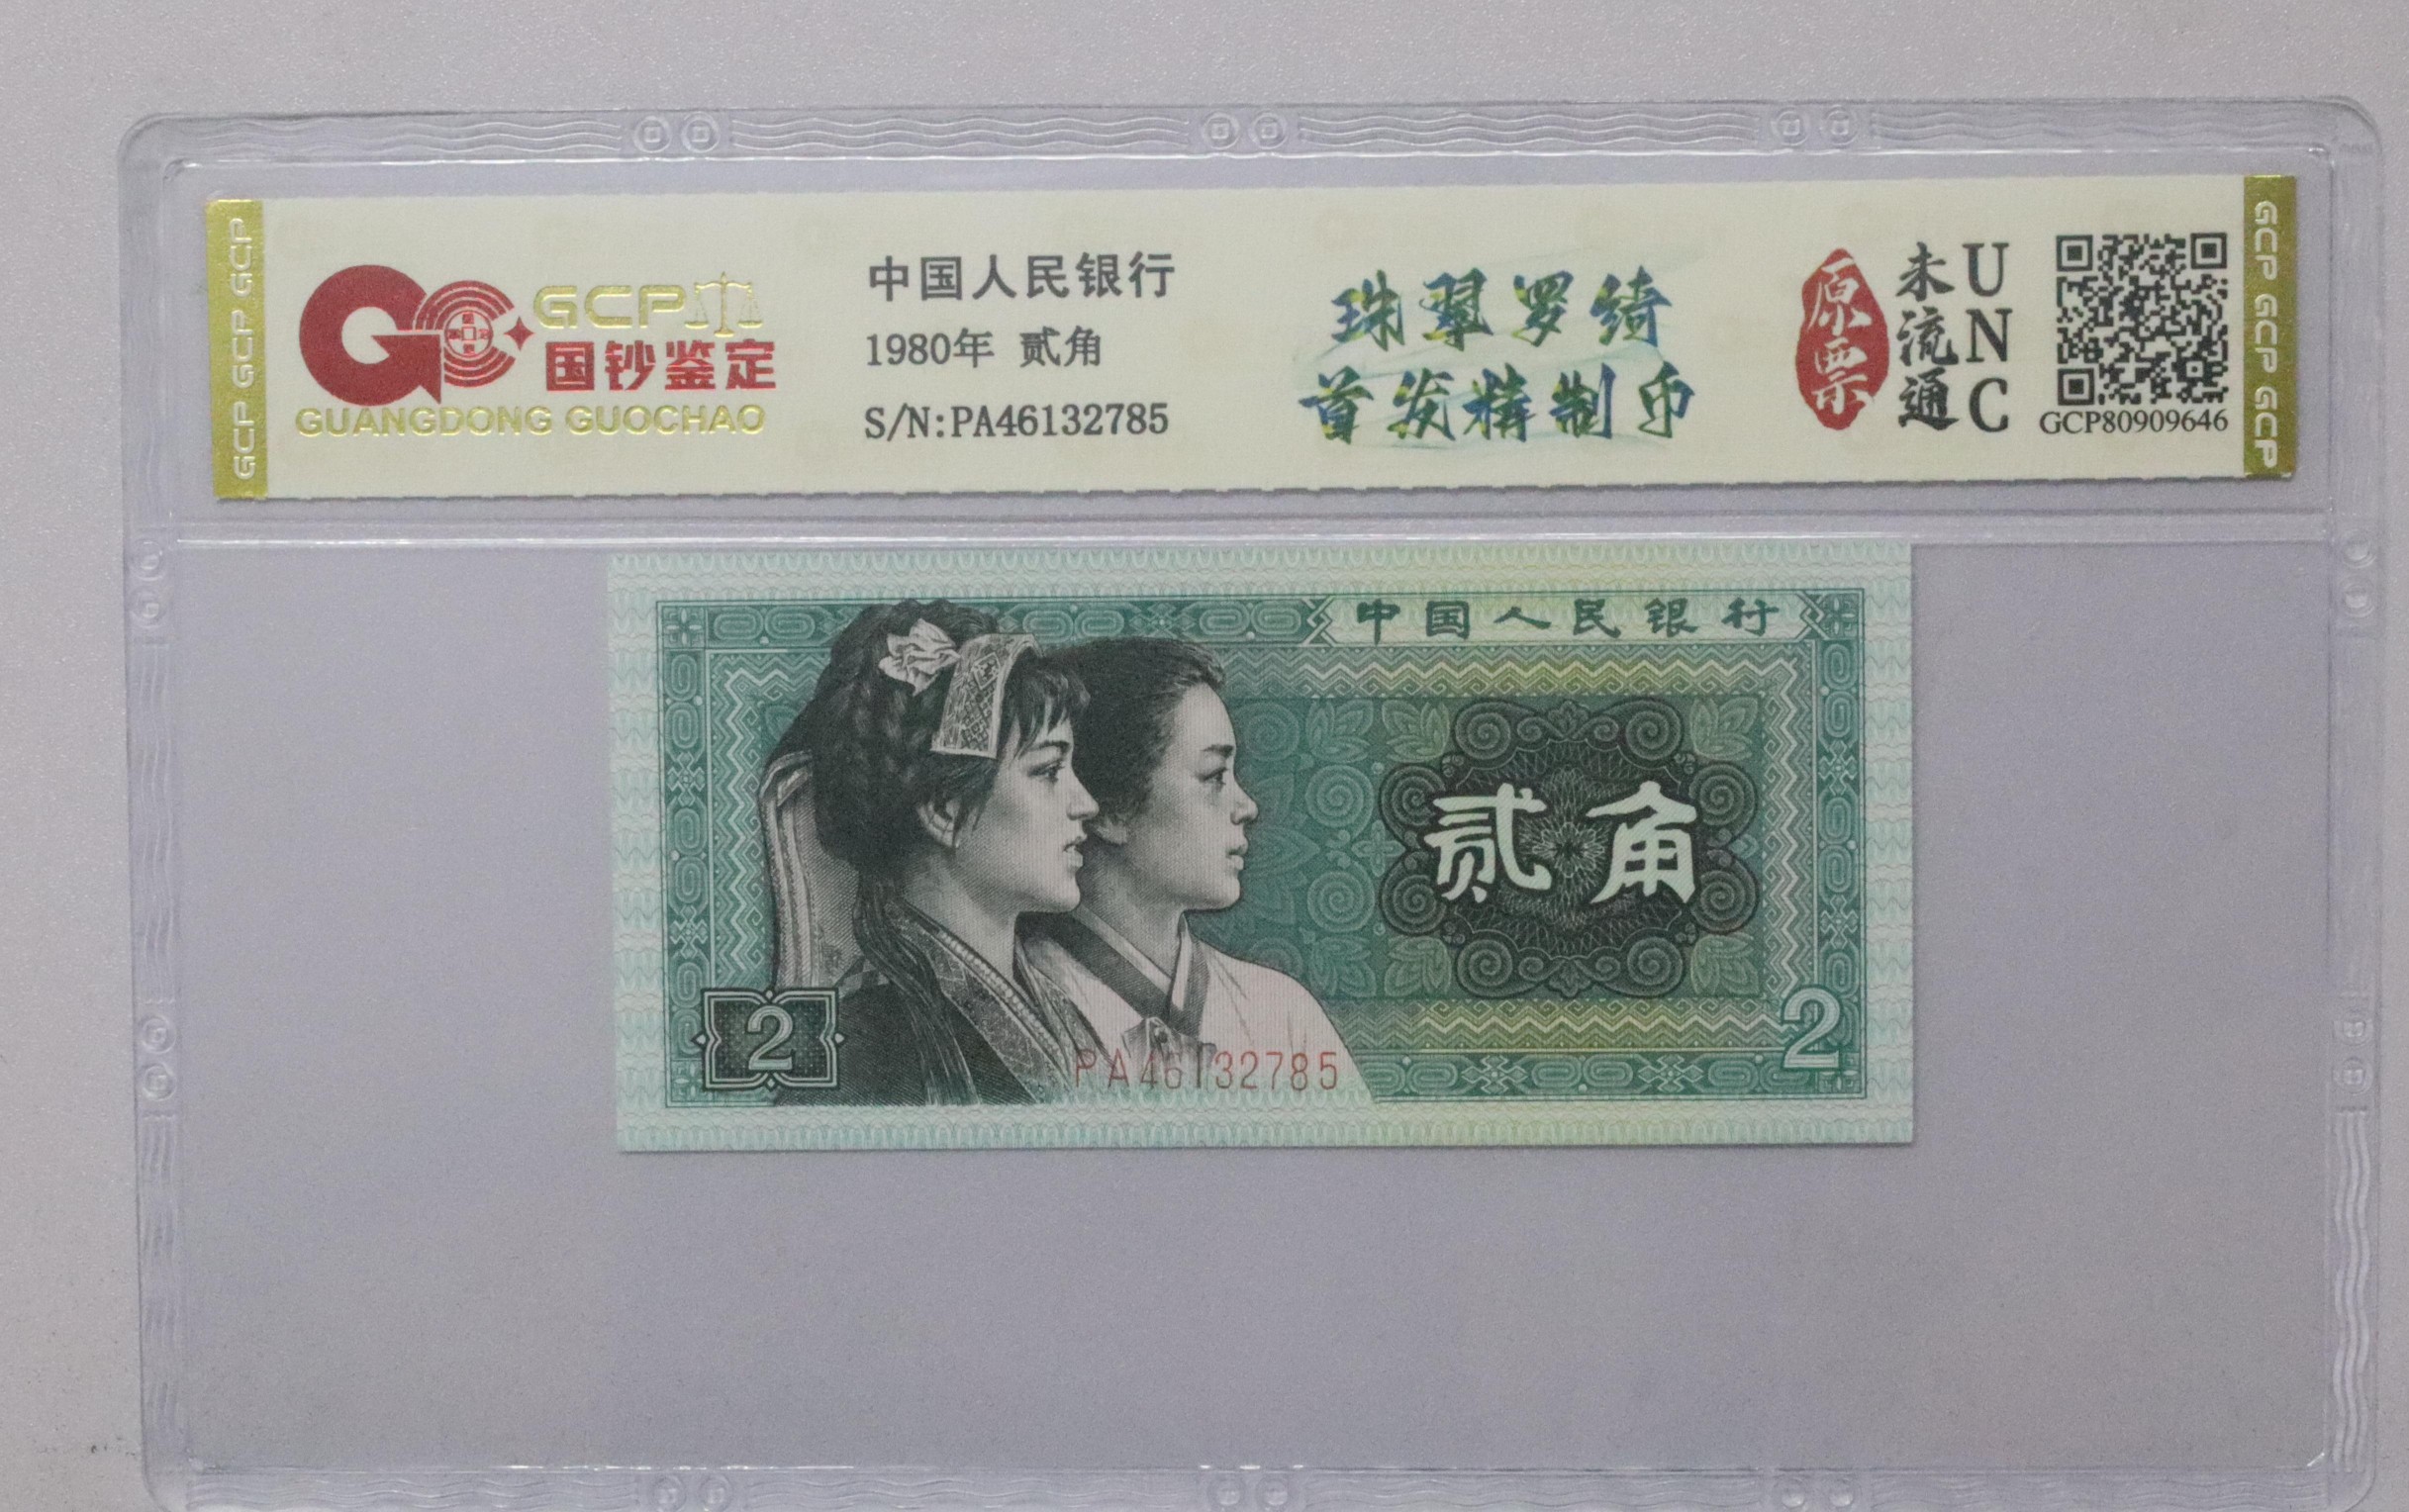 GCP GCP GCP
GCP
国钞鉴定
GUANGDONG GUOCHAO
中国人民银行
1980年 贰角
S/N:PA46132785
珠翠罗绮
首发精制币
原票
未流通
UNC
GCP80909646
GCP GCP GCP
中国人民银行
贰角
2
2
PA46132785